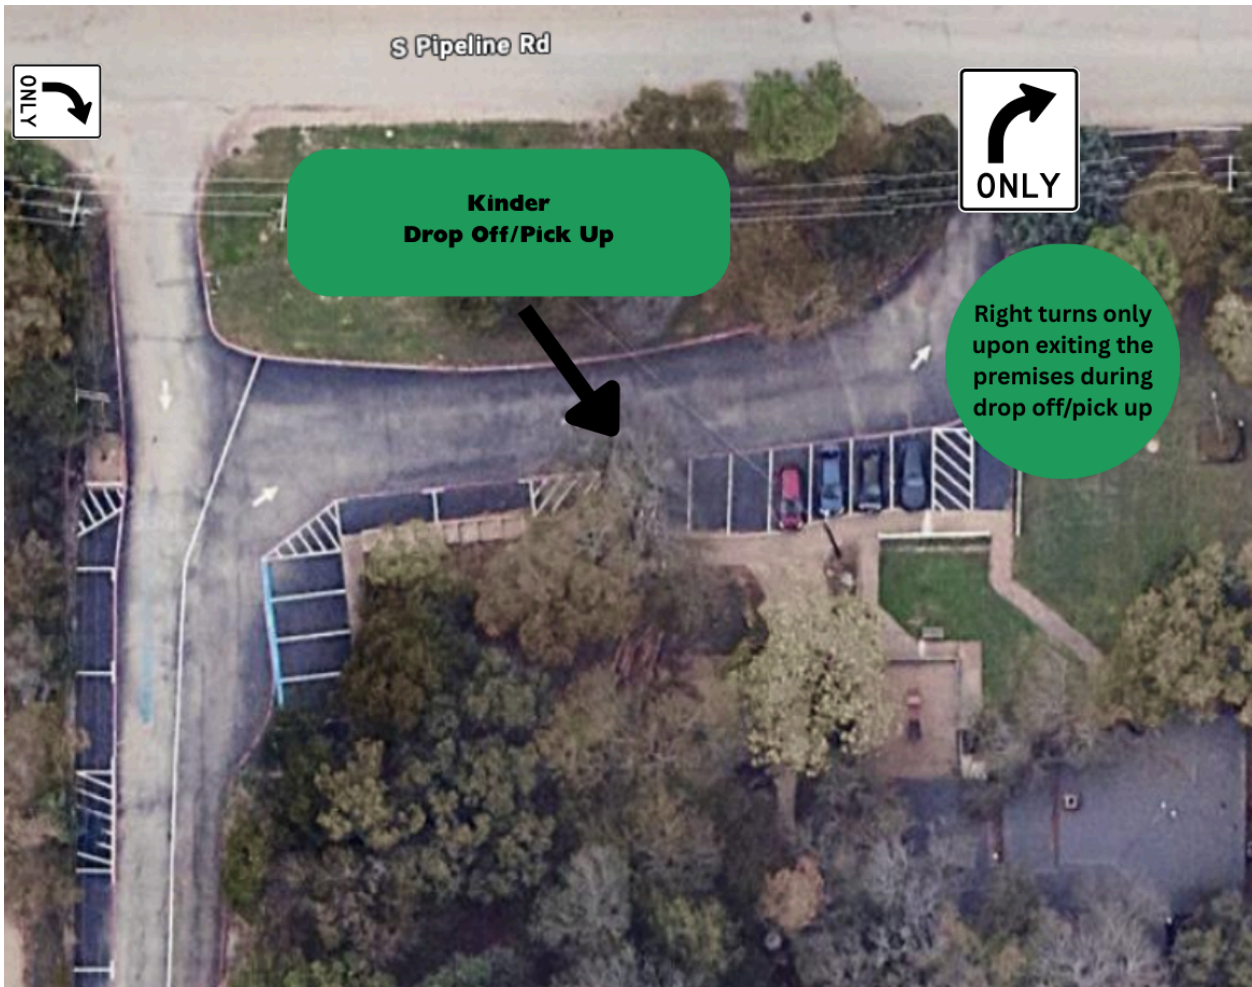 S Pipeline Rd
ONLY
ONLY
Kinder
Drop Off/Pick Up
Right turns only
upon exiting the
premises during
drop off/pick up